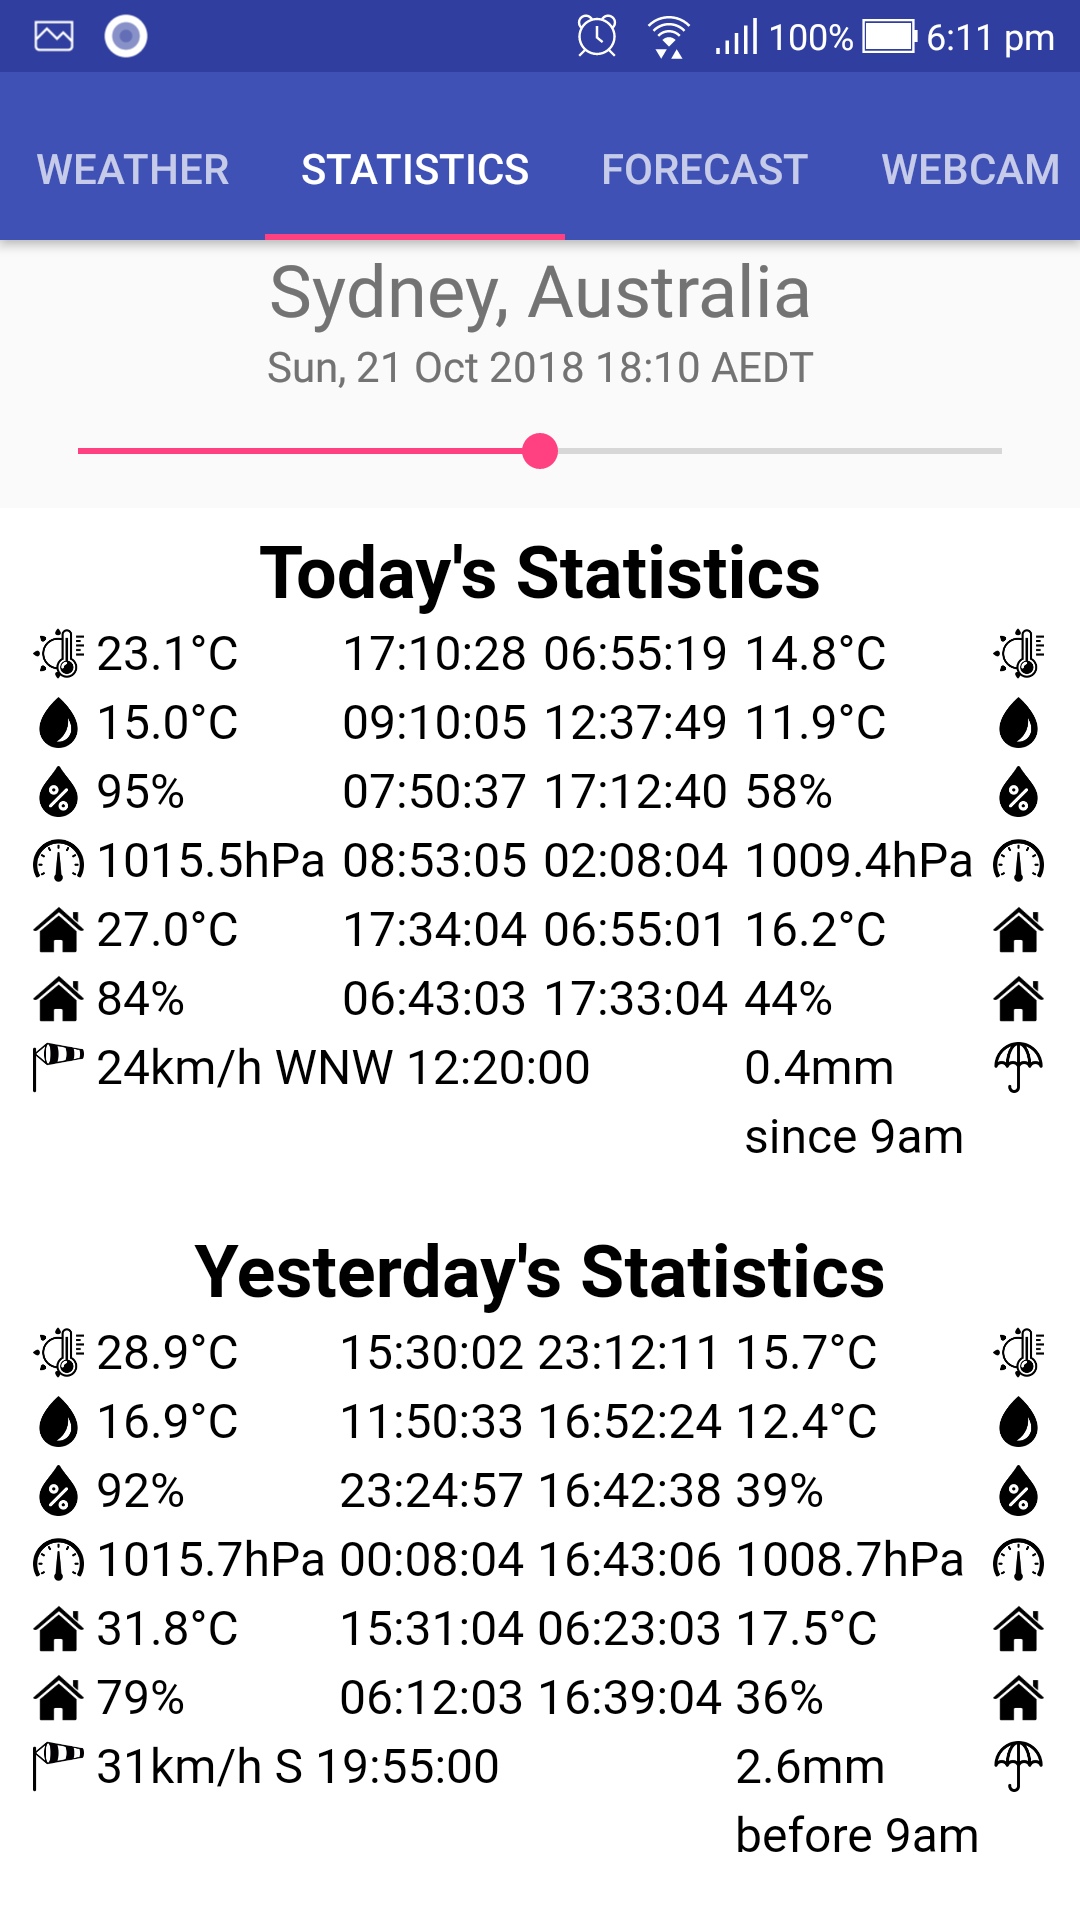 100% 6:11 pm
WEATHER STATISTICS FORECAST WEBCAM
Sydney, Australia
Sun, 21 Oct 2018 18:10 AEDT
Today's Statistics
23.1°C 17:10:28 06:55:19 14.8°C
15.0°C 09:10:05 12:37:49 11.9°C
95% 07:50:37 17:12:40 58%
1015.5hPa 08:53:05 02:08:04 1009.4hPa
27.0°C 17:34:04 06:55:01 16.2°C
84% 06:43:03 17:33:04 44%
24km/h WNW 12:20:00 0.4mm
since 9am
Yesterday's Statistics
28.9°C 15:30:02 23:12:11 15.7°C
16.9°C 11:50:33 16:52:24 12.4°C
92% 23:24:57 16:42:38 39%
1015.7hPa 00:08:04 16:43:06 1008.7hPa
31.8°C 15:31:04 06:23:03 17.5°C
79% 06:12:03 16:39:04 36%
31km/h S 19:55:00 2.6mm
before 9am